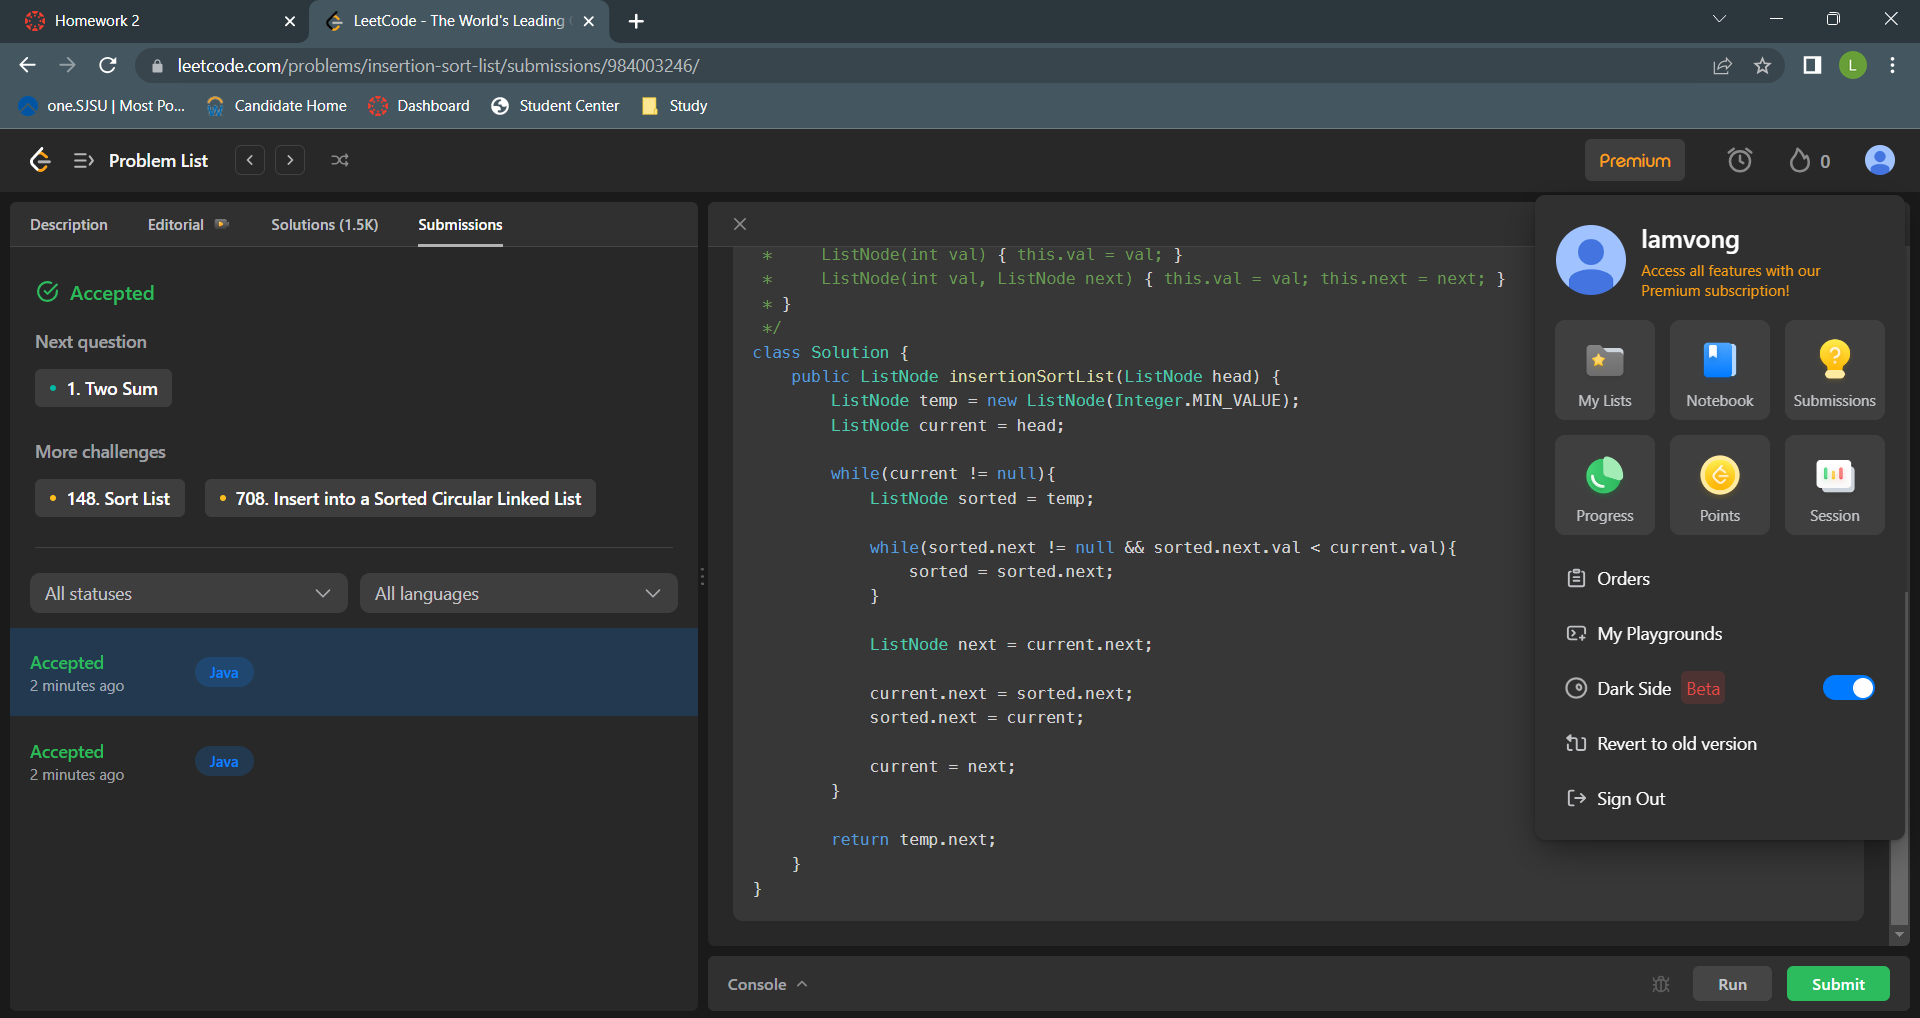 Homework 2
LeetCode - The World's Leading
leetcode.com/problems/insertion-sort-list/submissions/984003246/
L
one.SJSU | Most Po...
Candidate Home
Dashboard
Student Center
Study
Problem List
Premium
0
Description
Editorial
Solutions (1.5K)
Submissions
Accepted
Next question
1. Two Sum
More challenges
148. Sort List
708. Insert into a Sorted Circular Linked List
All statuses
All languages
Accepted
2 minutes ago
Java
Accepted
2 minutes ago
Java
*     ListNode(int val) { this.val = val; }
*     ListNode(int val, ListNode next) { this.val = val; this.next = next; }
* }
*/
class Solution {
    public ListNode insertionSortList(ListNode head) {
        ListNode temp = new ListNode(Integer.MIN_VALUE);
        ListNode current = head;
        while(current != null){
            ListNode sorted = temp;
            while(sorted.next != null && sorted.next.val < current.val){
                sorted = sorted.next;
            }
            ListNode next = current.next;
            current.next = sorted.next;
            sorted.next = current;
            current = next;
        }
        return temp.next;
    }
}
Console
Run
Submit
lamvong
Access all features with our
Premium subscription!
My Lists
Notebook
Submissions
Progress
Points
Session
Orders
My Playgrounds
Dark Side Beta
Revert to old version
Sign Out